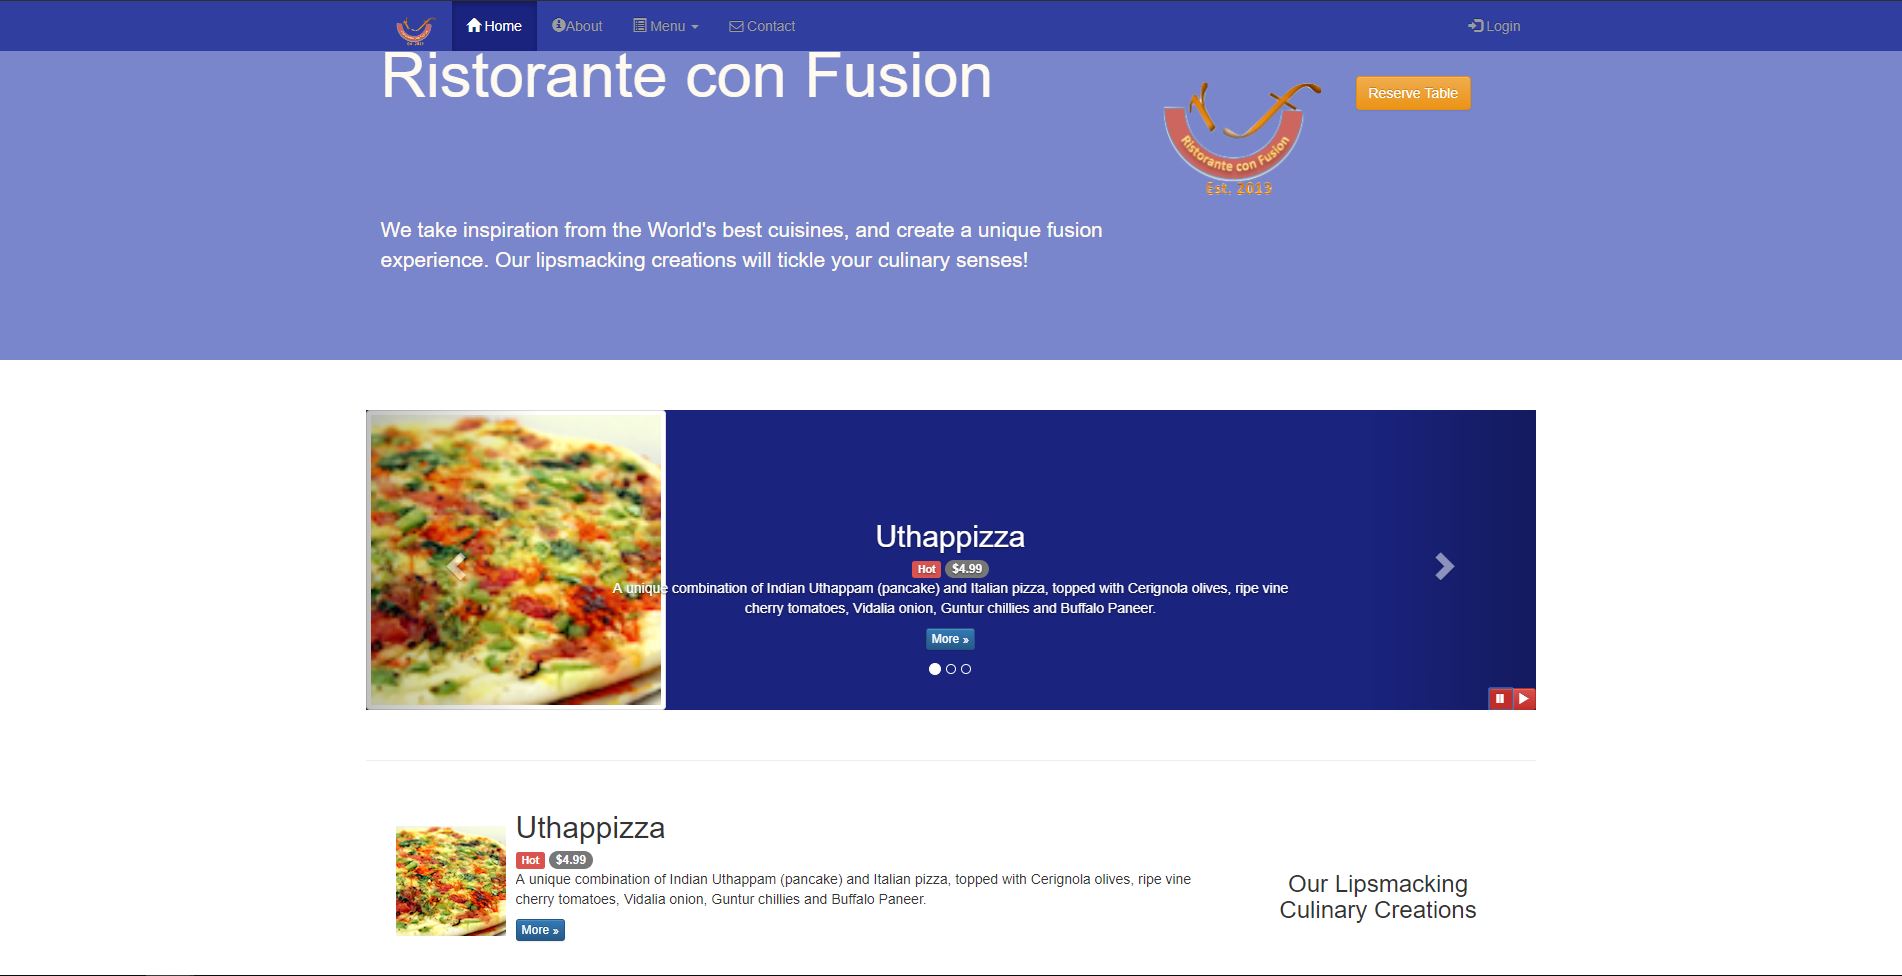 Home About Menu Contact Login
Ristorante con Fusion
Reserve Table
Ristorante con Fusion
Est. 2013
We take inspiration from the World's best cuisines, and create a unique fusion
experience. Our lipsmacking creations will tickle your culinary senses!
Uthappizza
Hot $4.99
A unique combination of Indian Uthappam (pancake) and Italian pizza, topped with Cerignola olives, ripe vine
cherry tomatoes, Vidalia onion, Guntur chillies and Buffalo Paneer.
More »
Uthappizza
Hot $4.99
A unique combination of Indian Uthappam (pancake) and Italian pizza, topped with Cerignola olives, ripe vine
cherry tomatoes, Vidalia onion, Guntur chillies and Buffalo Paneer.
More »
Our Lipsmacking
Culinary Creations